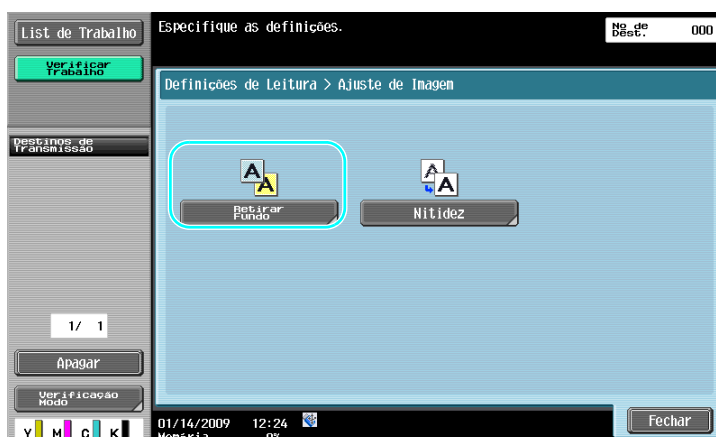 List de Trabalho
Verificar
Trabalho
Destinos de
Transmissão
1/ 1
Apagar
Verificação
Modo
Y M C K
Especifique as definições.
Nº de
Dest.
000
Definições de Leitura > Ajuste de Imagem
Retirar
Fundo
Nitidez
01/14/2009 12:24
Memória 0%
Fechar